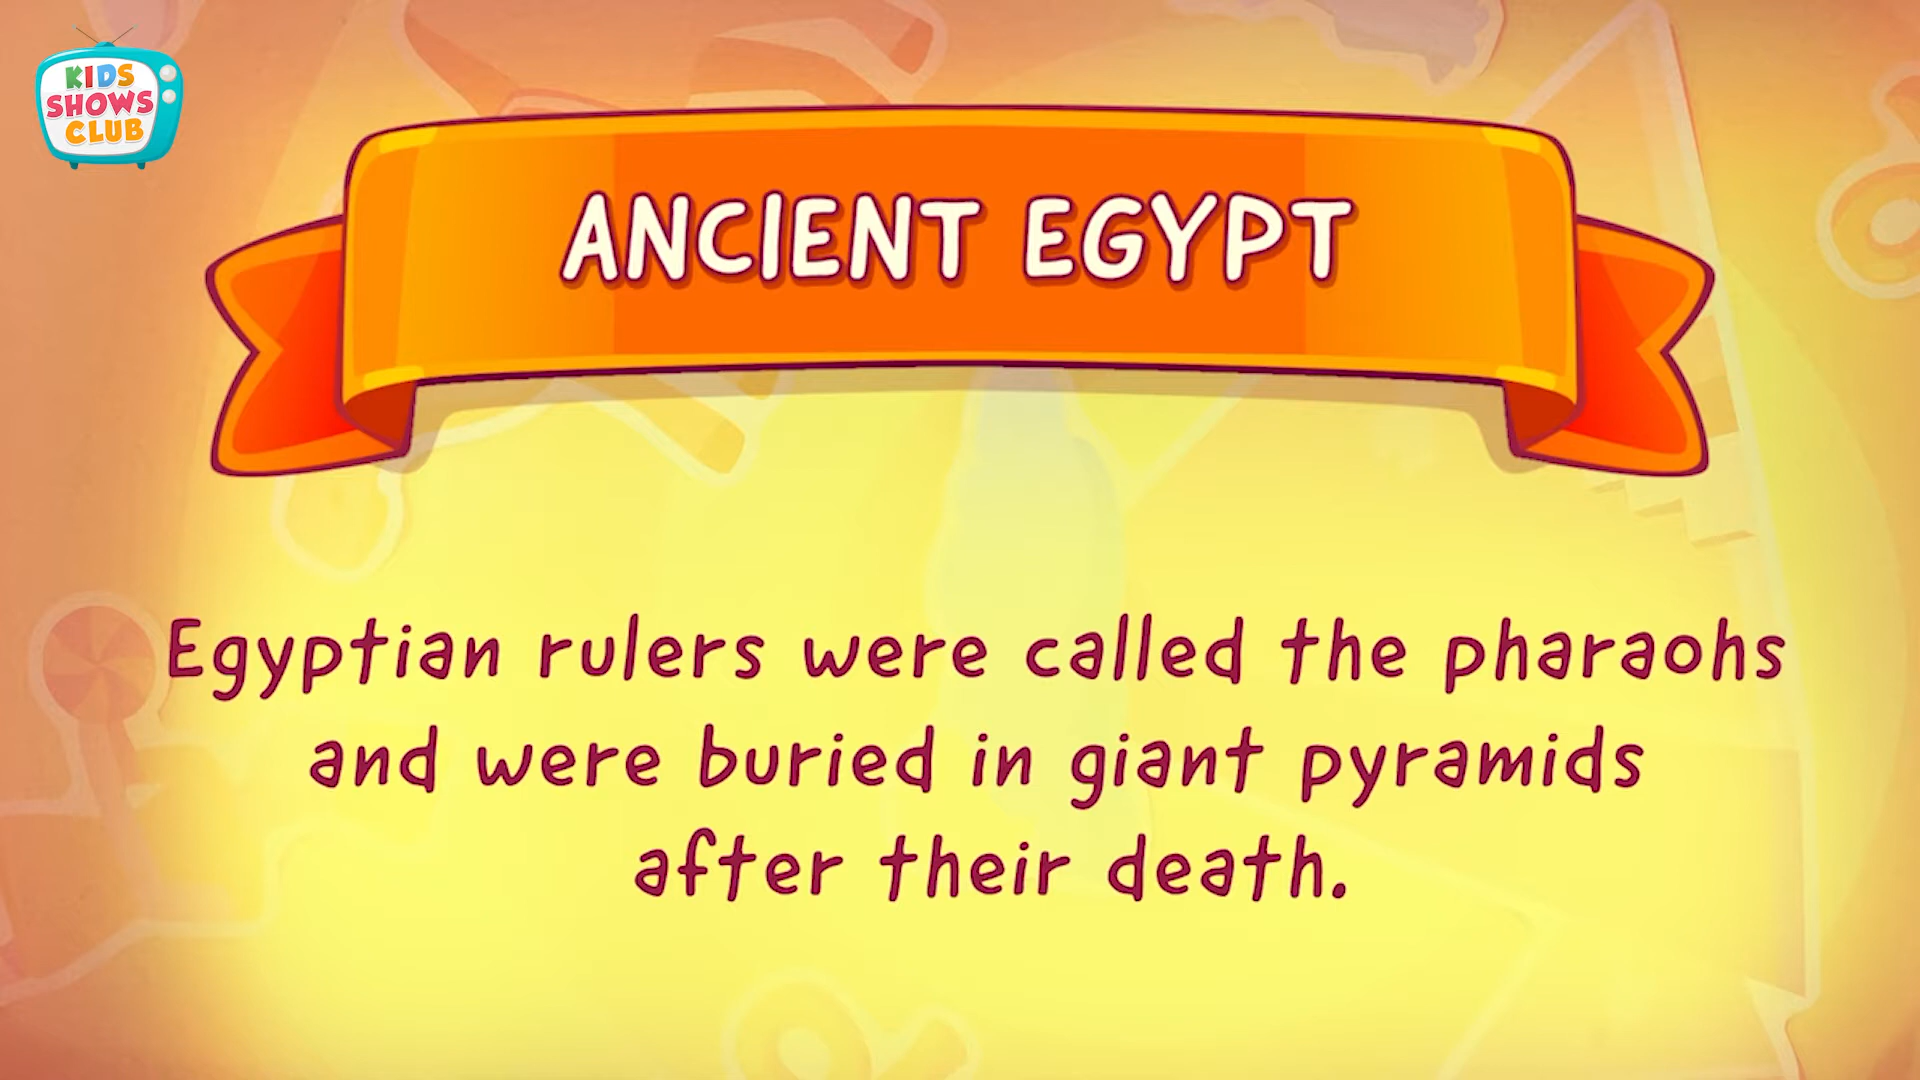 KIDS
SHOWS
CLUB
ANCIENT EGYPT
Egyptian rulers were called the pharaohs
and were buried in giant pyramids
after their death.